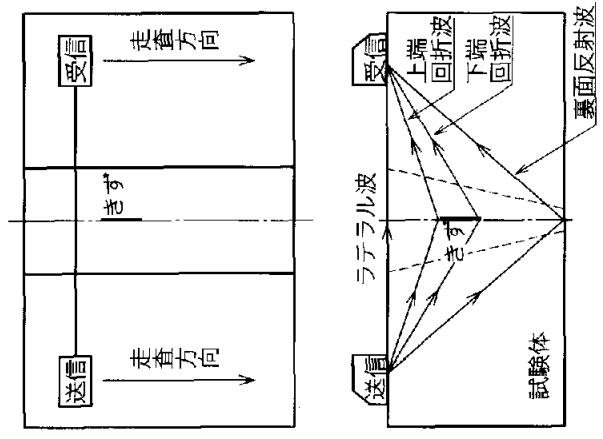 送信
受信
走査方向
走査方向
きず
送信
受信
ラテラル波
上端
回折波
下端
回折波
きず
裏面反射波
試験体